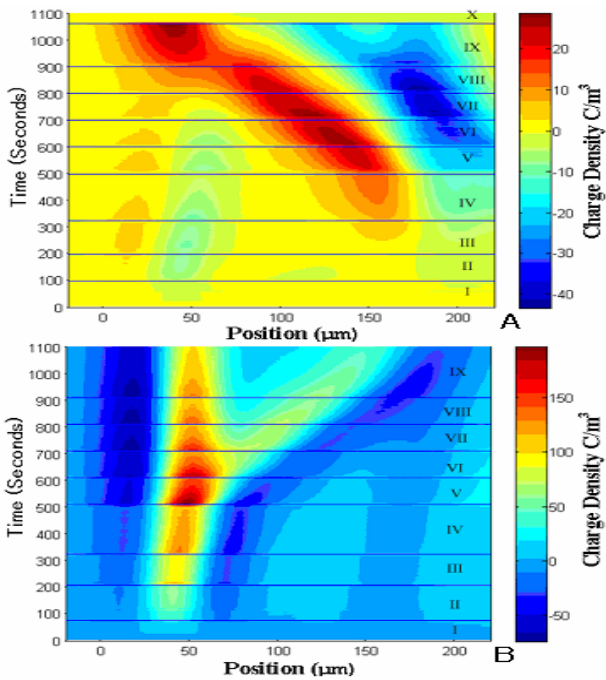 1100
1000
900
800
700
600
500
400
300
200
100
0
Time (Seconds)
X
IX
VIII
VII
VI
V
IV
III
II
I
0
50
100
150
200
Position (μm)
20
10
0
-10
-20
-30
-40
Charge Density C/m³
A
1100
1000
900
800
700
600
500
400
300
200
100
0
Time (Seconds)
IX
VIII
VII
VI
V
IV
III
II
I
0
50
100
150
200
Position (μm)
150
100
50
0
-50
Charge Density C/m³
B